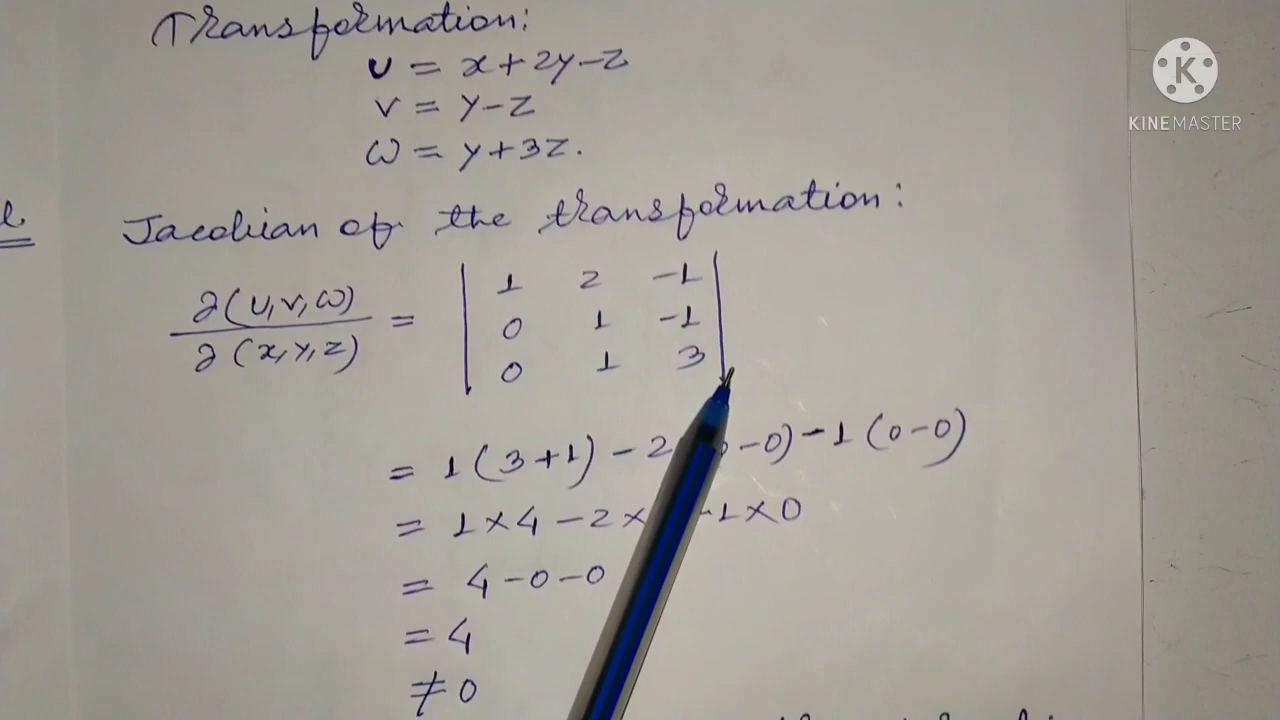 Transformation:
u = x+2y-z
v = y-z
ω = y+3z.
K
KINEMASTER
Jacobian of the transformation:
∂(u,v,ω)/∂(x,y,z) = | 1 2 -1 |
| 0 1 -1 |
| 0 1 3 |
= 1(3+1) -2 -0) -1(0-0)
= 1×4 -2× -1×0
= 4-0-0
= 4
≠0